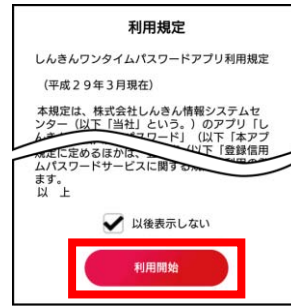 利用規定
しんきんワンタイムパスワードアプリ利用規定
(平成29年3月現在)
本規定は、株式会社しんきん情報システムセ
ンター(以下「当社」という。)のアプリ「し
パスワード」(以下「本アプ
規定に定めるほかは、
(以下「登録信用
ムパスワードサービスに関する
ます。
以 上
以後表示しない
利用開始